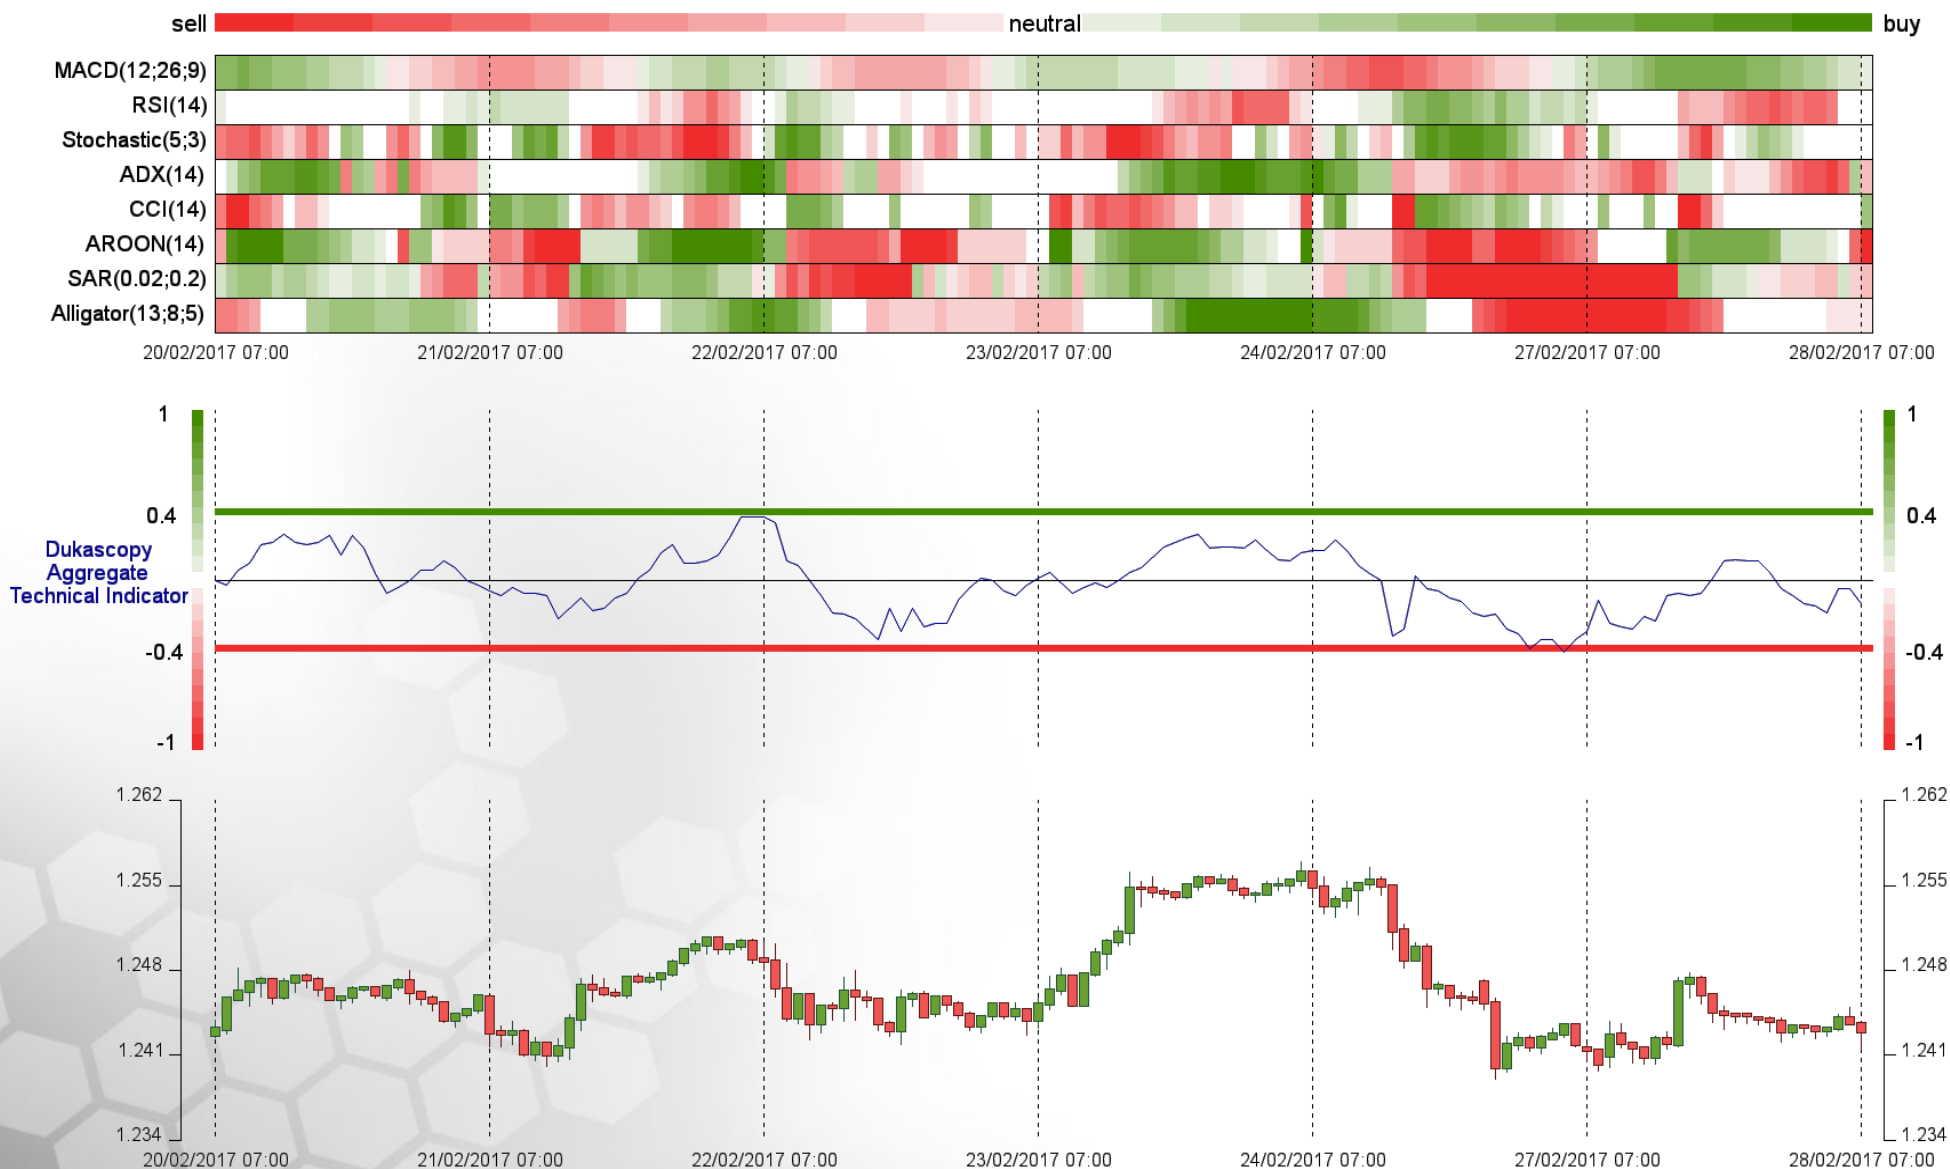 sell neutral buy
MACD(12;26;9)
RSI(14)
Stochastic(5;3)
ADX(14)
CCI(14)
AROON(14)
SAR(0.02;0.2)
Alligator(13;8;5)
20/02/2017 07:00 21/02/2017 07:00 22/02/2017 07:00 23/02/2017 07:00 24/02/2017 07:00 27/02/2017 07:00 28/02/2017 07:00
1 1
0.4 0.4
Dukascopy
Aggregate
Technical Indicator
-0.4 -0.4
-1 -1
1.262 1.262
1.255 1.255
1.248 1.248
1.241 1.241
1.234 1.234
20/02/2017 07:00 21/02/2017 07:00 22/02/2017 07:00 23/02/2017 07:00 24/02/2017 07:00 27/02/2017 07:00 28/02/2017 07:00